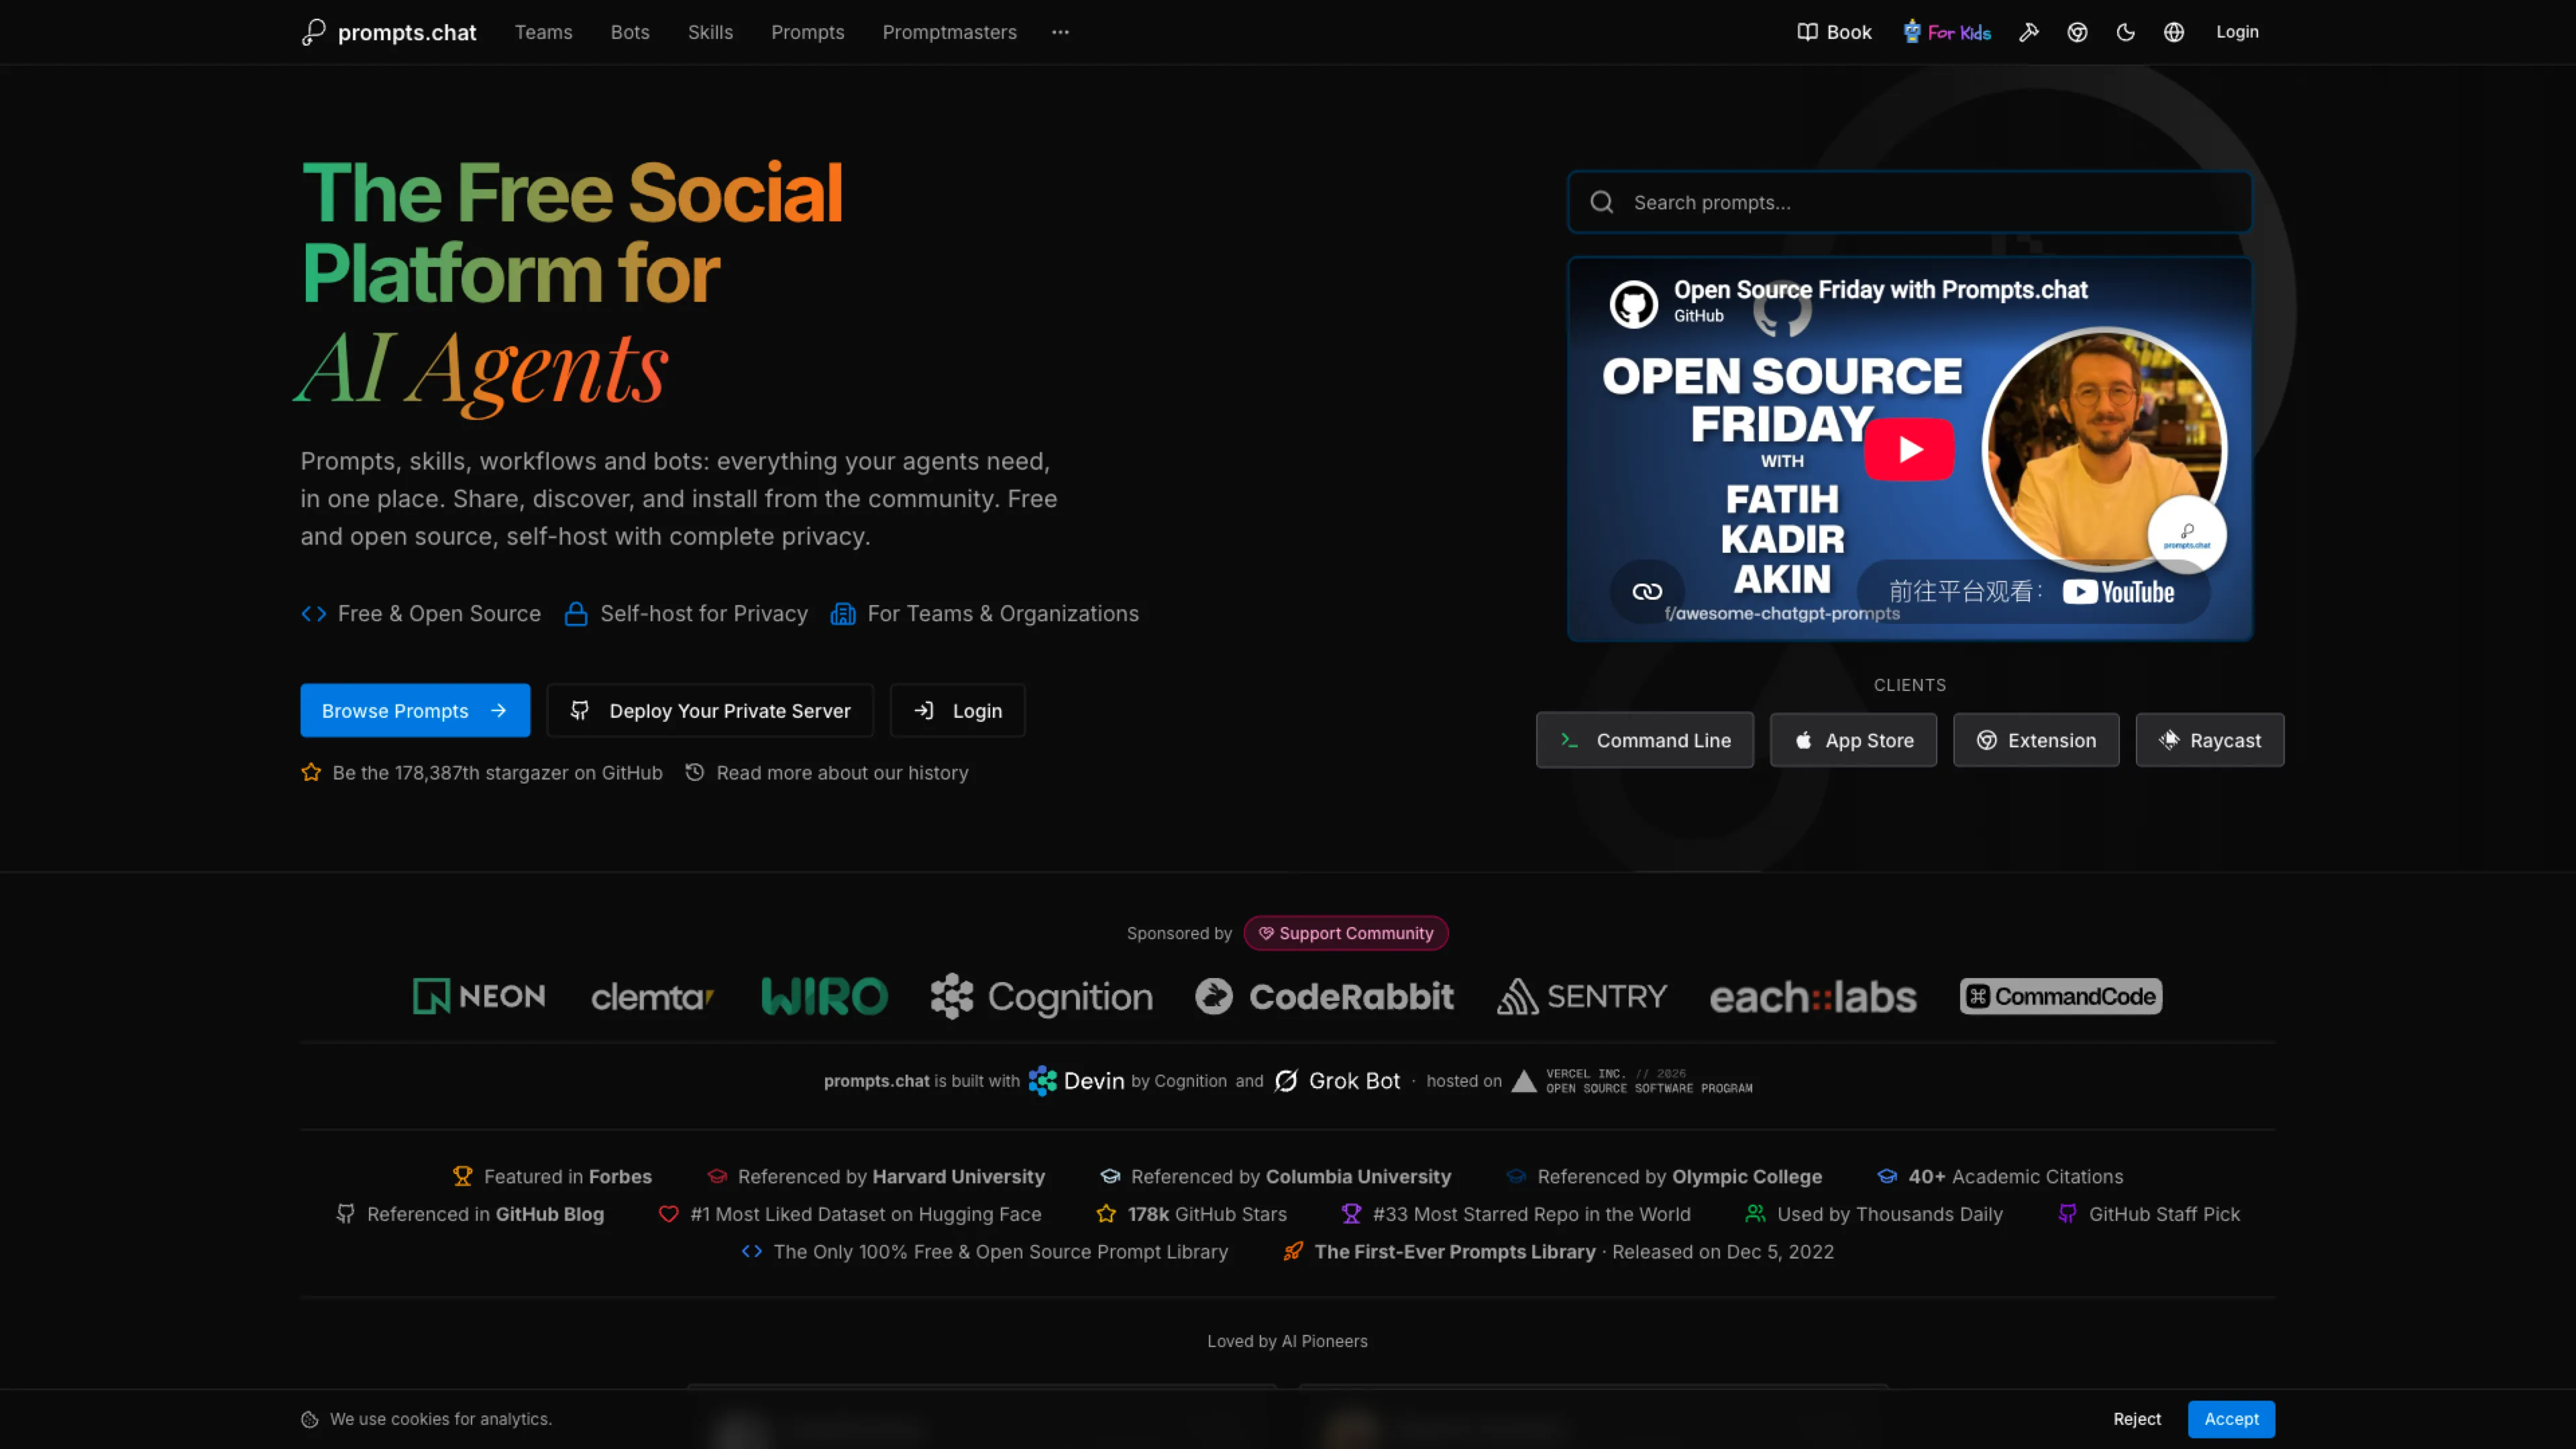 prompts.chat Teams Bots Skills Prompts Promptmasters Book For Kids Login
The Free Social
Platform for
AI Agents
Prompts, skills, workflows and bots: everything your agents need,
in one place. Share, discover, and install from the community. Free
and open source, self-host with complete privacy.
Free & Open Source Self-host for Privacy For Teams & Organizations
Browse Prompts Deploy Your Private Server Login
Be the 178,387th stargazer on GitHub Read more about our history
Search prompts...
Open Source Friday with Prompts.chat
GitHub
OPEN SOURCE
FRIDAY
WITH
FATIH
KADIR
AKIN
f/awesome-chatgpt-prompts
prompts.chat
前往平台观看: YouTube
CLIENTS
Command Line App Store Extension Raycast
Sponsored by Support Community
NEON clemta WIRO Cognition CodeRabbit SENTRY each::labs CommandCode
prompts.chat is built with Devin by Cognition and Grok Bot · hosted on VERCEL INC. // 2026
OPEN SOURCE SOFTWARE PROGRAM
Featured in Forbes Referenced by Harvard University Referenced by Columbia University Referenced by Olympic College 40+ Academic Citations
Referenced in GitHub Blog #1 Most Liked Dataset on Hugging Face 178k GitHub Stars #33 Most Starred Repo in the World Used by Thousands Daily GitHub Staff Pick
The Only 100% Free & Open Source Prompt Library The First-Ever Prompts Library · Released on Dec 5, 2022
Loved by AI Pioneers
We use cookies for analytics. Reject Accept